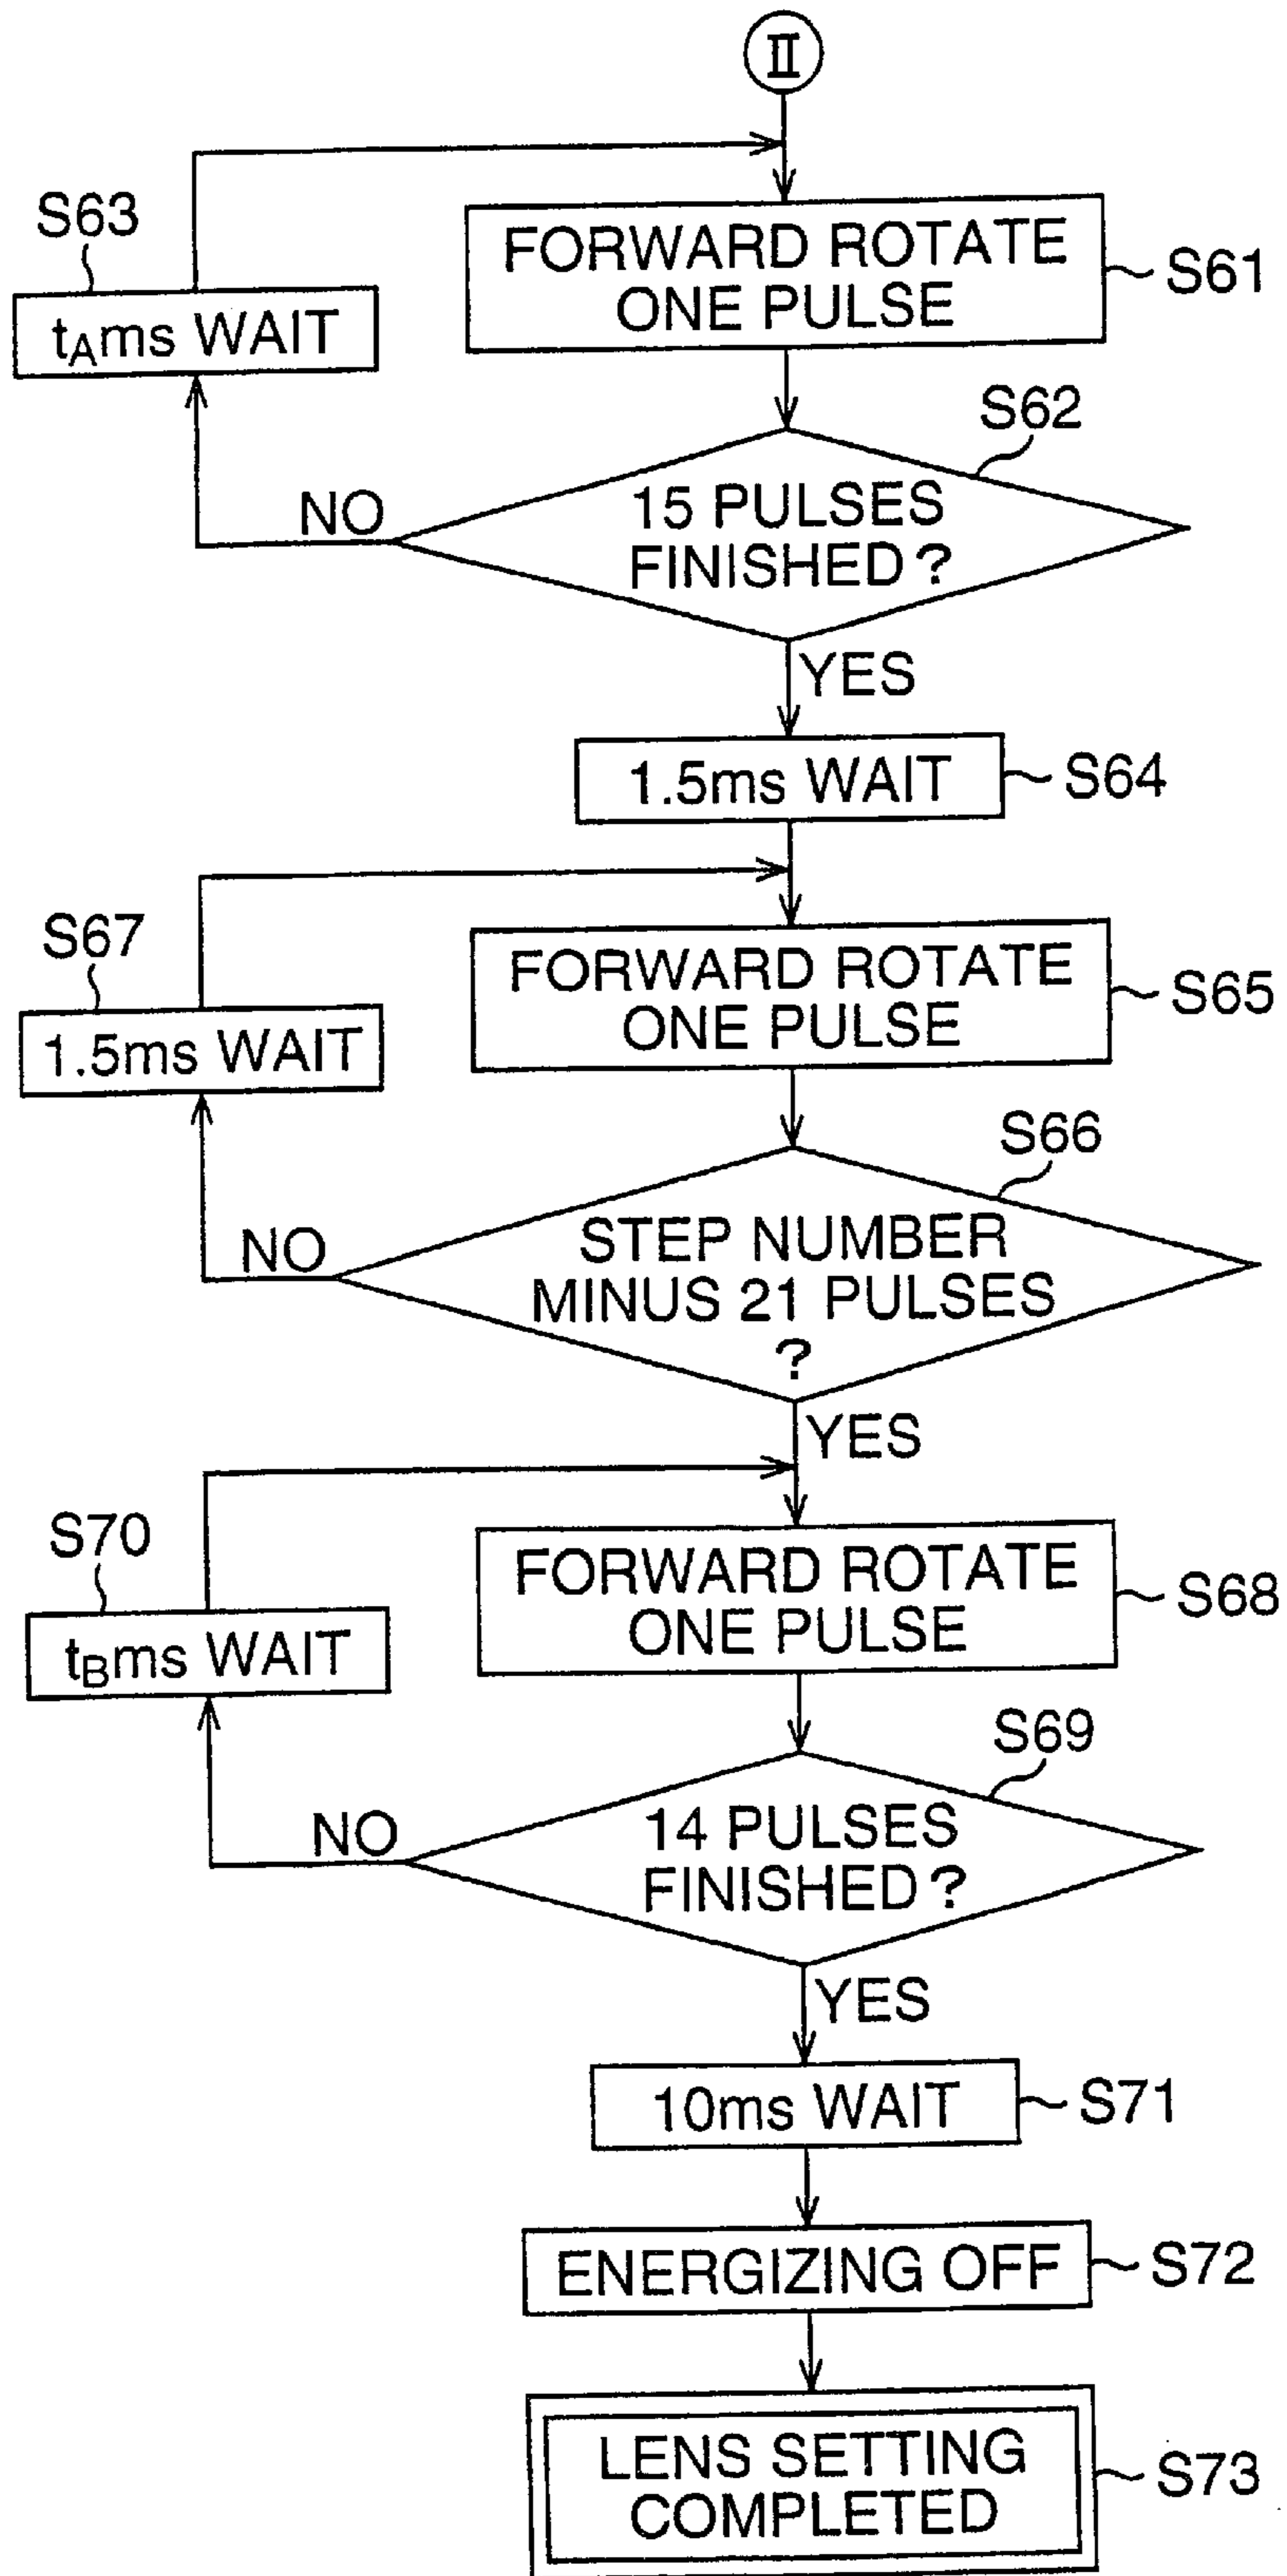 II
FORWARD ROTATE
ONE PULSE
S61
S63
tAms WAIT
S62
15 PULSES
FINISHED?
NO
YES
1.5ms WAIT
S64
FORWARD ROTATE
ONE PULSE
S65
S67
1.5ms WAIT
S66
STEP NUMBER
MINUS 21 PULSES
?
NO
YES
FORWARD ROTATE
ONE PULSE
S68
S70
tBms WAIT
S69
14 PULSES
FINISHED?
NO
YES
10ms WAIT
S71
ENERGIZING OFF
S72
LENS SETTING
COMPLETED
S73